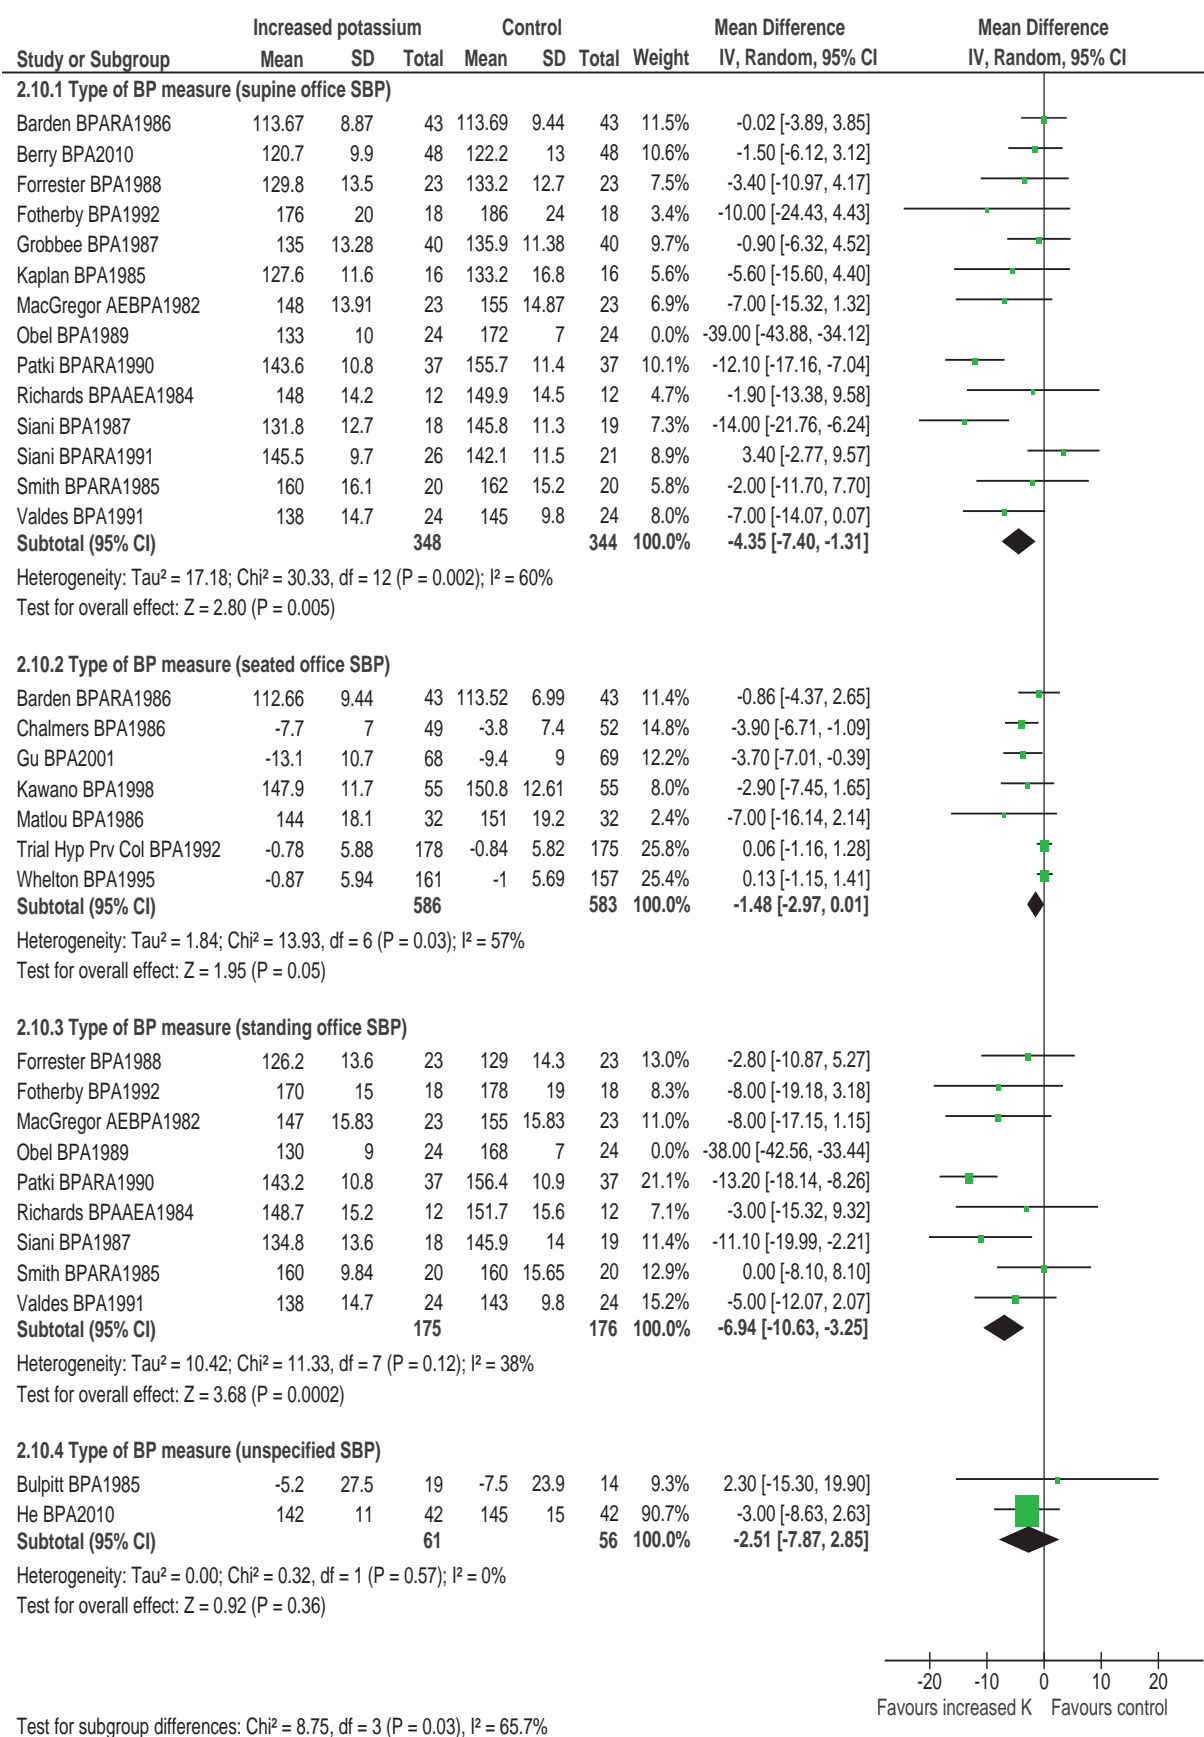 Increased potassium Control Mean Difference Mean Difference
Study or Subgroup Mean SD Total Mean SD Total Weight IV, Random, 95% CI IV, Random, 95% CI
2.10.1 Type of BP measure (supine office SBP)
Barden BPARA1986 113.67 8.87 43 113.69 9.44 43 11.5% -0.02 [-3.89, 3.85]
Berry BPA2010 120.7 9.9 48 122.2 13 48 10.6% -1.50 [-6.12, 3.12]
Forrester BPA1988 129.8 13.5 23 133.2 12.7 23 7.5% -3.40 [-10.97, 4.17]
Fotherby BPA1992 176 20 18 186 24 18 3.4% -10.00 [-24.43, 4.43]
Grobbee BPA1987 135 13.28 40 135.9 11.38 40 9.7% -0.90 [-6.32, 4.52]
Kaplan BPA1985 127.6 11.6 16 133.2 16.8 16 5.6% -5.60 [-15.60, 4.40]
MacGregor AEBPA1982 148 13.91 23 155 14.87 23 6.9% -7.00 [-15.32, 1.32]
Obel BPA1989 133 10 24 172 7 24 0.0% -39.00 [-43.88, -34.12]
Patki BPARA1990 143.6 10.8 37 155.7 11.4 37 10.1% -12.10 [-17.16, -7.04]
Richards BPAAEA1984 148 14.2 12 149.9 14.5 12 4.7% -1.90 [-13.38, 9.58]
Siani BPA1987 131.8 12.7 18 145.8 11.3 19 7.3% -14.00 [-21.76, -6.24]
Siani BPARA1991 145.5 9.7 26 142.1 11.5 21 8.9% 3.40 [-2.77, 9.57]
Smith BPARA1985 160 16.1 20 162 15.2 20 5.8% -2.00 [-11.70, 7.70]
Valdes BPA1991 138 14.7 24 145 9.8 24 8.0% -7.00 [-14.07, 0.07]
Subtotal (95% CI) 348 344 100.0% -4.35 [-7.40, -1.31]
Heterogeneity: Tau² = 17.18; Chi² = 30.33, df = 12 (P = 0.002); I² = 60%
Test for overall effect: Z = 2.80 (P = 0.005)
2.10.2 Type of BP measure (seated office SBP)
Barden BPARA1986 112.66 9.44 43 113.52 6.99 43 11.4% -0.86 [-4.37, 2.65]
Chalmers BPA1986 -7.7 7 49 -3.8 7.4 52 14.8% -3.90 [-6.71, -1.09]
Gu BPA2001 -13.1 10.7 68 -9.4 9 69 12.2% -3.70 [-7.01, -0.39]
Kawano BPA1998 147.9 11.7 55 150.8 12.61 55 8.0% -2.90 [-7.45, 1.65]
Matlou BPA1986 144 18.1 32 151 19.2 32 2.4% -7.00 [-16.14, 2.14]
Trial Hyp Prv Col BPA1992 -0.78 5.88 178 -0.84 5.82 175 25.8% 0.06 [-1.16, 1.28]
Whelton BPA1995 -0.87 5.94 161 -1 5.69 157 25.4% 0.13 [-1.15, 1.41]
Subtotal (95% CI) 586 583 100.0% -1.48 [-2.97, 0.01]
Heterogeneity: Tau² = 1.84; Chi² = 13.93, df = 6 (P = 0.03); I² = 57%
Test for overall effect: Z = 1.95 (P = 0.05)
2.10.3 Type of BP measure (standing office SBP)
Forrester BPA1988 126.2 13.6 23 129 14.3 23 13.0% -2.80 [-10.87, 5.27]
Fotherby BPA1992 170 15 18 178 19 18 8.3% -8.00 [-19.18, 3.18]
MacGregor AEBPA1982 147 15.83 23 155 15.83 23 11.0% -8.00 [-17.15, 1.15]
Obel BPA1989 130 9 24 168 7 24 0.0% -38.00 [-42.56, -33.44]
Patki BPARA1990 143.2 10.8 37 156.4 10.9 37 21.1% -13.20 [-18.14, -8.26]
Richards BPAAEA1984 148.7 15.2 12 151.7 15.6 12 7.1% -3.00 [-15.32, 9.32]
Siani BPA1987 134.8 13.6 18 145.9 14 19 11.4% -11.10 [-19.99, -2.21]
Smith BPARA1985 160 9.84 20 160 15.65 20 12.9% 0.00 [-8.10, 8.10]
Valdes BPA1991 138 14.7 24 143 9.8 24 15.2% -5.00 [-12.07, 2.07]
Subtotal (95% CI) 175 176 100.0% -6.94 [-10.63, -3.25]
Heterogeneity: Tau² = 10.42; Chi² = 11.33, df = 7 (P = 0.12); I² = 38%
Test for overall effect: Z = 3.68 (P = 0.0002)
2.10.4 Type of BP measure (unspecified SBP)
Bulpitt BPA1985 -5.2 27.5 19 -7.5 23.9 14 9.3% 2.30 [-15.30, 19.90]
He BPA2010 142 11 42 145 15 42 90.7% -3.00 [-8.63, 2.63]
Subtotal (95% CI) 61 56 100.0% -2.51 [-7.87, 2.85]
Heterogeneity: Tau² = 0.00; Chi² = 0.32, df = 1 (P = 0.57); I² = 0%
Test for overall effect: Z = 0.92 (P = 0.36)
-20 -10 0 10 20
Favours increased K Favours control
Test for subgroup differences: Chi² = 8.75, df = 3 (P = 0.03), I² = 65.7%